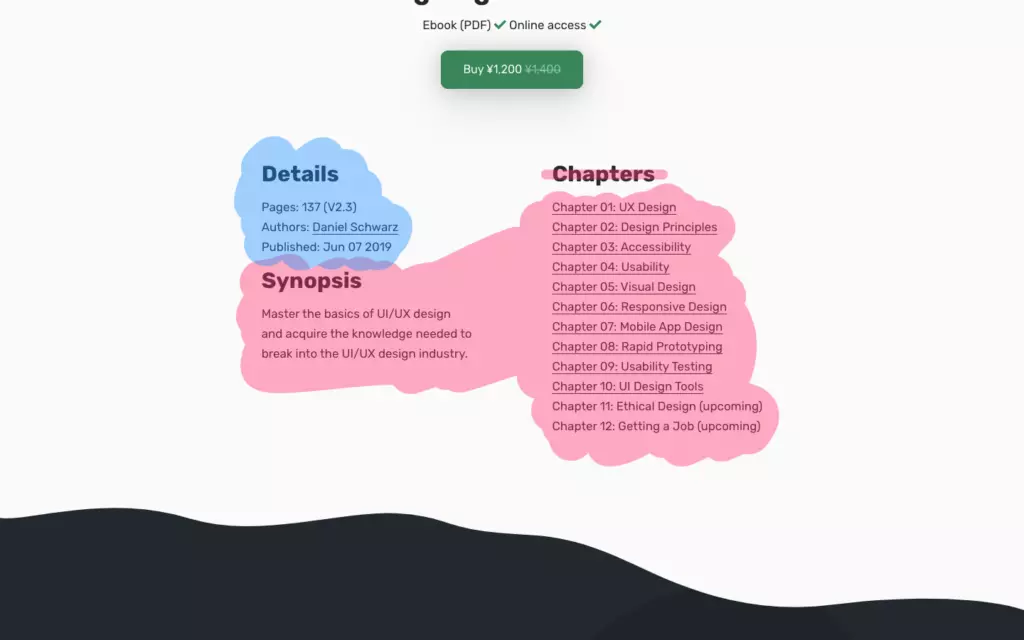 Ebook (PDF) Online access
Buy ¥1,200 ¥1,400
Details
Pages: 137 (V2.3)
Authors: Daniel Schwarz
Published: Jun 07 2019
Synopsis
Master the basics of UI/UX design
and acquire the knowledge needed to
break into the UI/UX design industry.
Chapters
Chapter 01: UX Design
Chapter 02: Design Principles
Chapter 03: Accessibility
Chapter 04: Usability
Chapter 05: Visual Design
Chapter 06: Responsive Design
Chapter 07: Mobile App Design
Chapter 08: Rapid Prototyping
Chapter 09: Usability Testing
Chapter 10: UI Design Tools
Chapter 11: Ethical Design (upcoming)
Chapter 12: Getting a Job (upcoming)